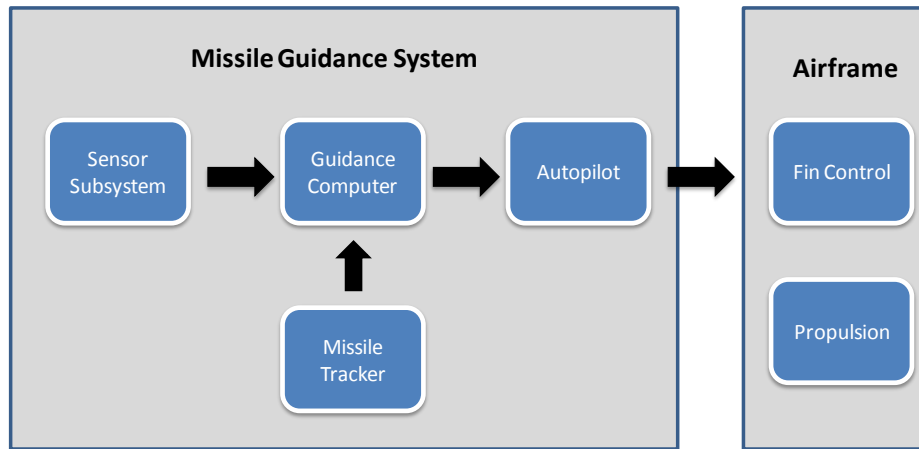 Missile Guidance System
Airframe
Sensor
Subsystem
Guidance
Computer
Autopilot
Fin Control
Missile
Tracker
Propulsion